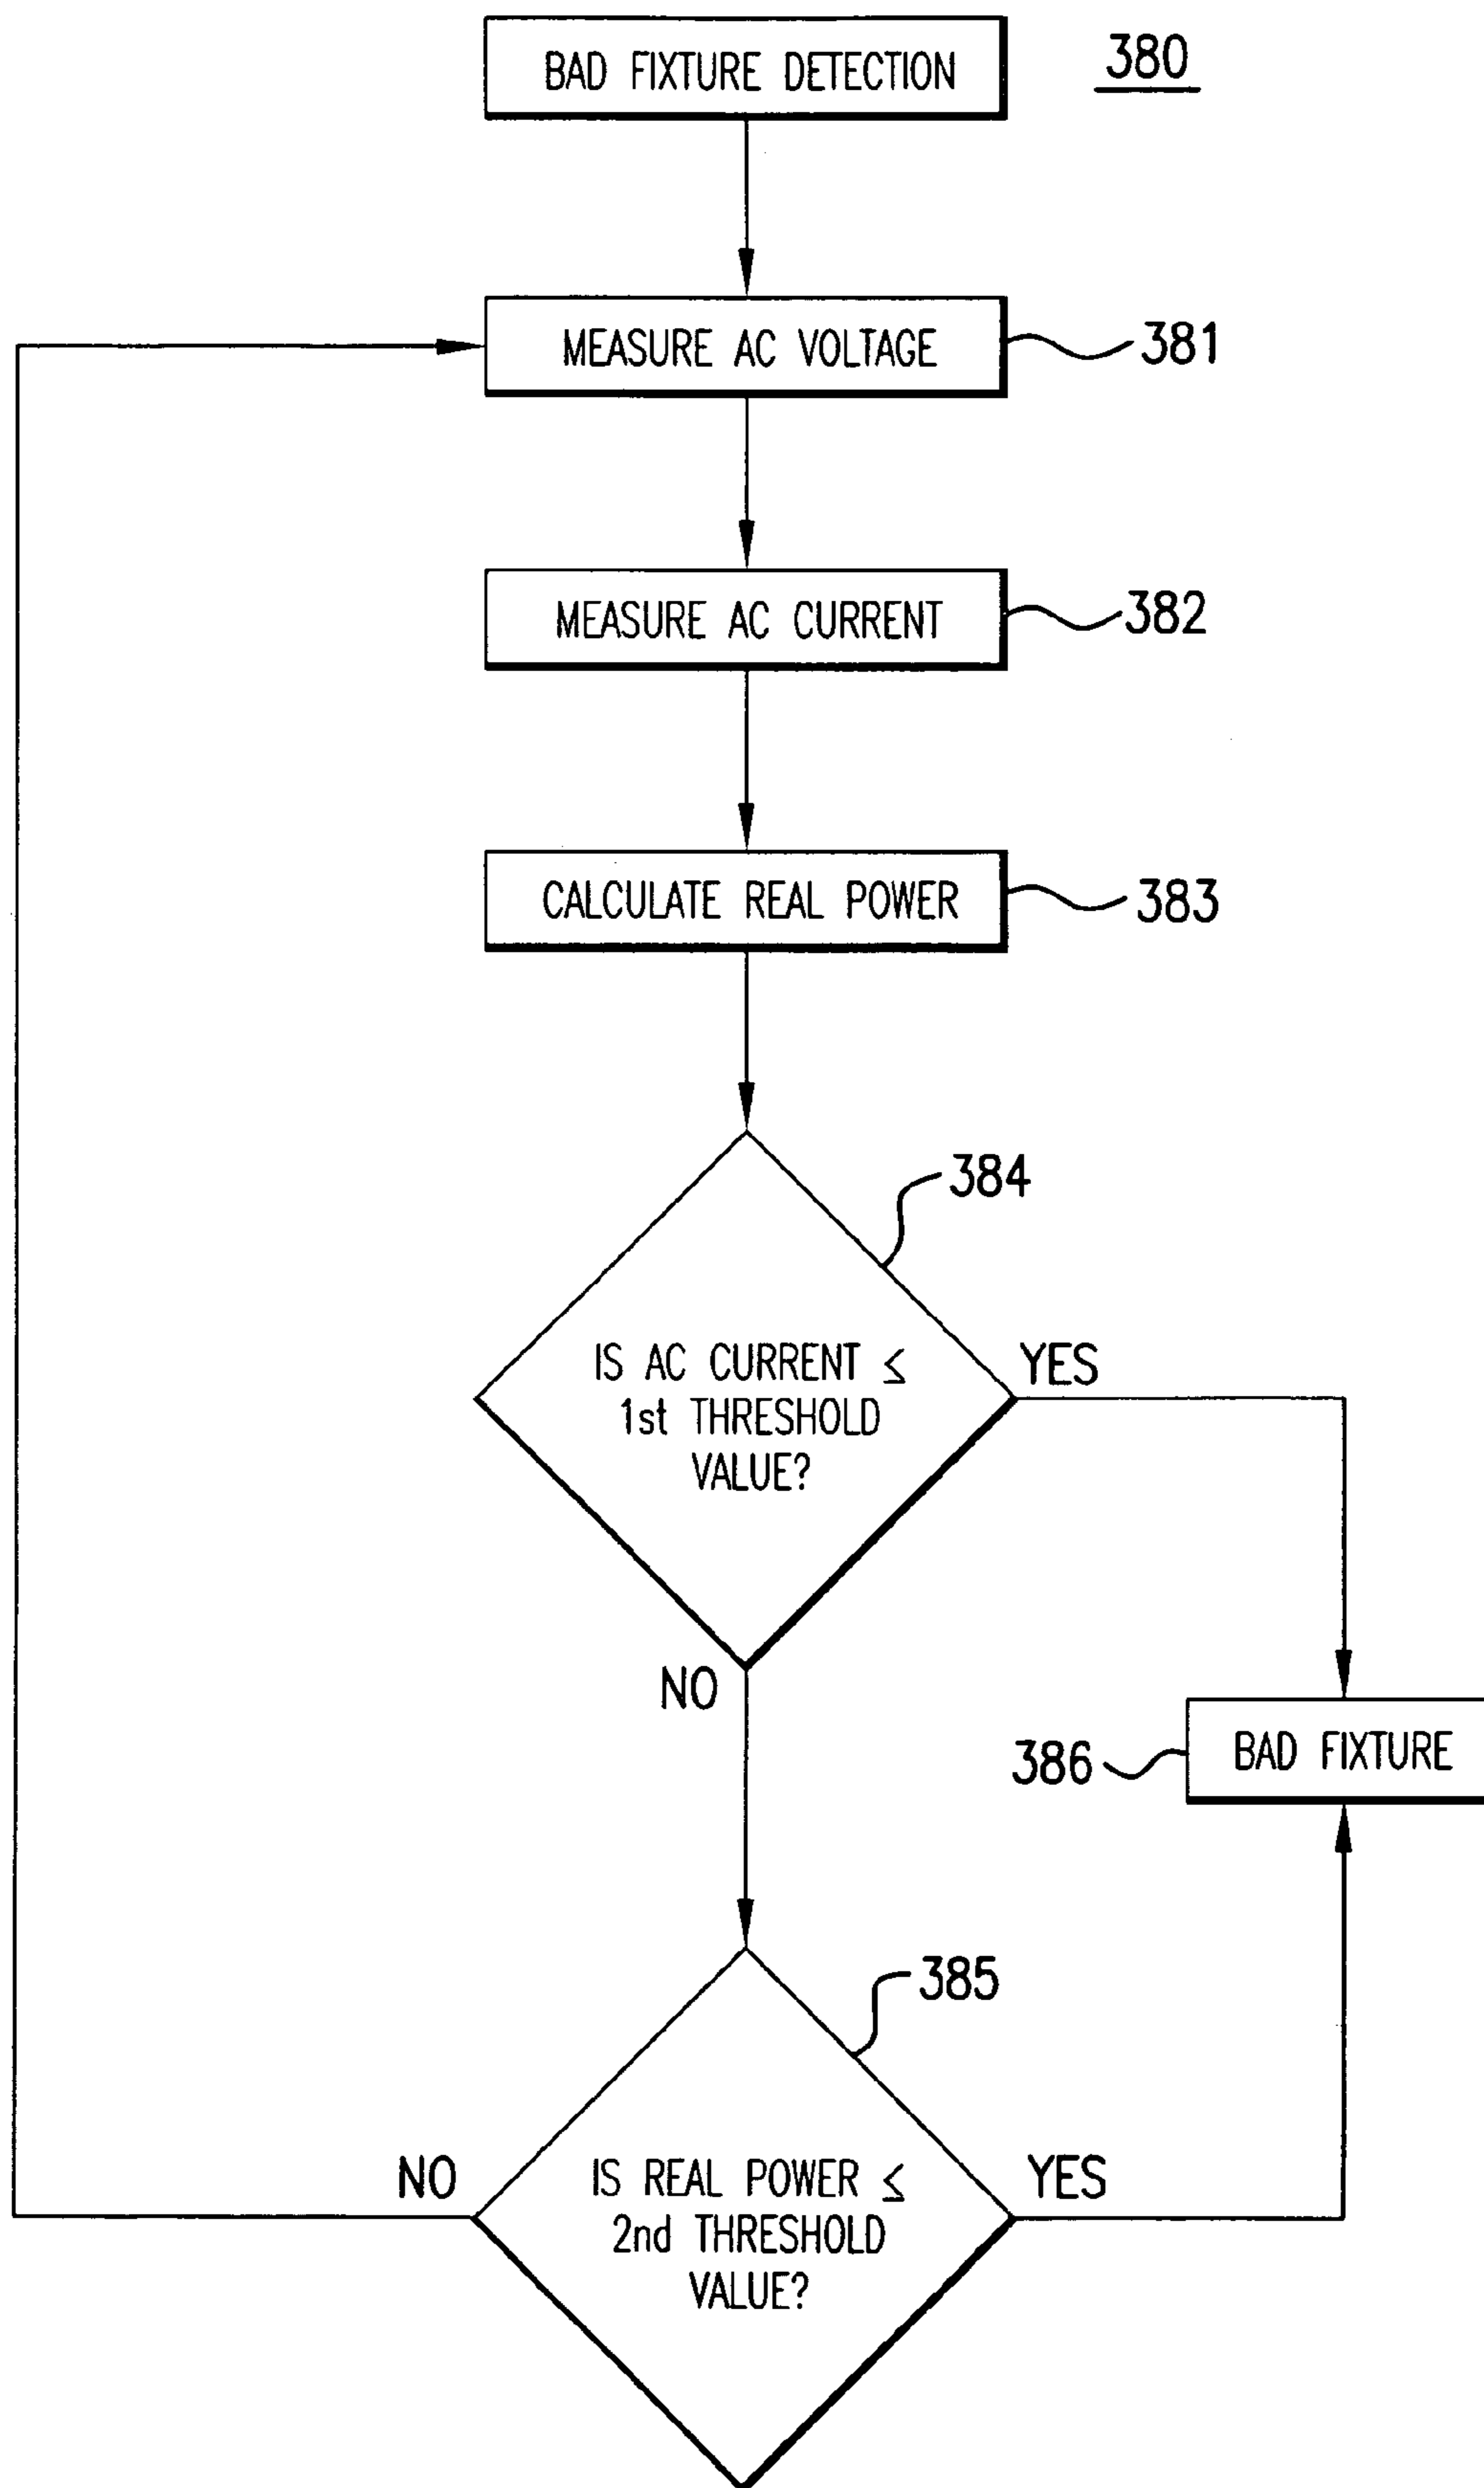 BAD FIXTURE DETECTION
380
MEASURE AC VOLTAGE
381
MEASURE AC CURRENT
382
CALCULATE REAL POWER
383
384
IS AC CURRENT ≤
1st THRESHOLD
VALUE?
YES
NO
386
BAD FIXTURE
385
NO
IS REAL POWER ≤
2nd THRESHOLD
VALUE?
YES